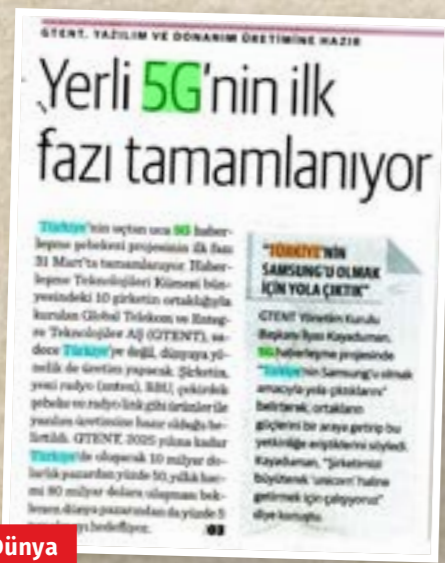 GTENT, YAZILIM VE DONANIM ÜRETİMİNE HAZIR
Yerli 5G'nin ilk
fazı tamamlanıyor
Türkiye'nin uçtan uca 5G haber-
leşme şebekesi projesinin ilk fazı
31 Mart'ta tamamlanıyor. Haber-
leşme Teknolojileri Kümesi bün-
yesindeki 10 şirketin ortaklığıyla
kurulan Global Telekom ve Enteg-
re Teknolojiler AŞ (GTENT), sa-
dece Türkiye'ye değil, dünyaya yö-
nelik de üretim yapacak. Şirketin,
yeni radyo (anten), BBU, çekirdek
şebeke ve radyo link gibi ürünler ile
yazılım üretimine hazır olduğu be-
lirtildi. GTENT, 2025 yılına kadar
Türkiye'de oluşacak 10 milyar do-
larlık pazardan yüzde 50, yıllık hac-
mi 80 milyar dolara ulaşması bek-
lenen dünya pazarından da yüzde 5
hedefliyor. 03
"TÜRKİYE'NİN
SAMSUNG'U OLMAK
İÇİN YOLA ÇIKTIK"
GTENT Yönetim Kurulu
Başkanı İlyas Kayaduman,
5G haberleşme projesinde
"Türkiye'nin Samsung'u olmak
amacıyla yola çıktıklarını"
belirterek, ortakların
güçlerini bir araya getirip bu
yetkinliğe eriştiklerini söyledi.
Kayaduman, "Şirketimizi
büyüterek 'unicorn' haline
getirmek için çalışıyoruz"
diye konuştu.
Dünya